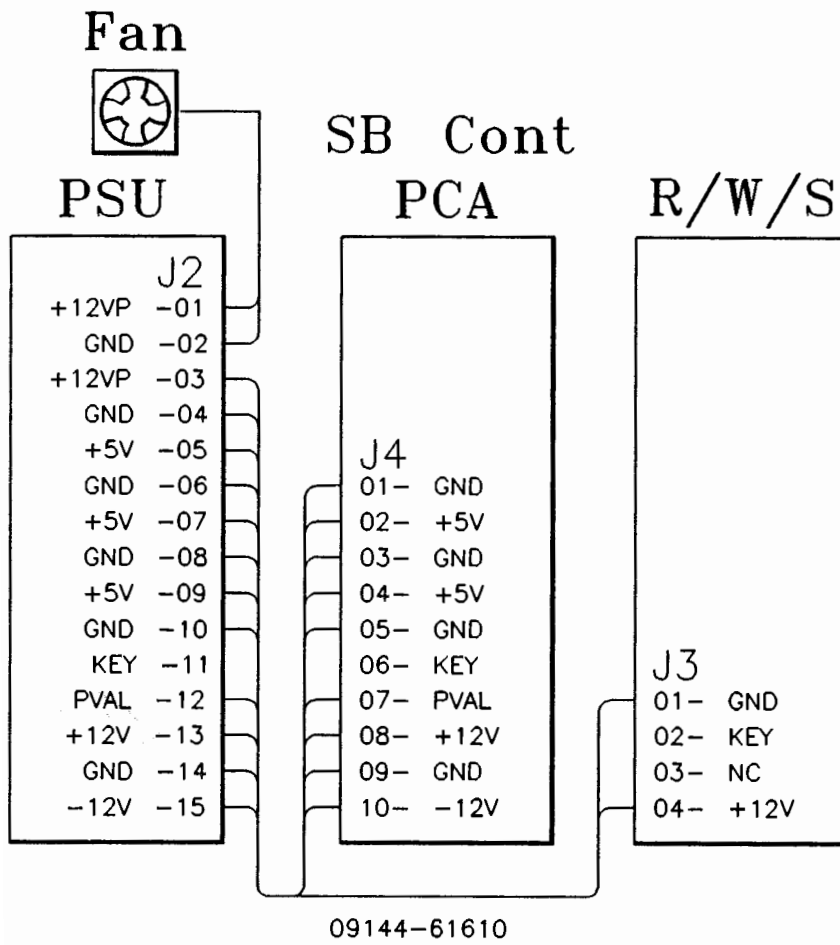 Fan
PSU
J2
+12VP -01
GND -02
+12VP -03
GND -04
+5V -05
GND -06
+5V -07
GND -08
+5V -09
GND -10
KEY -11
PVAL -12
+12V -13
GND -14
-12V -15
SB Cont
PCA
J4
01- GND
02- +5V
03- GND
04- +5V
05- GND
06- KEY
07- PVAL
08- +12V
09- GND
10- -12V
R/W/S
J3
01- GND
02- KEY
03- NC
04- +12V
09144-61610